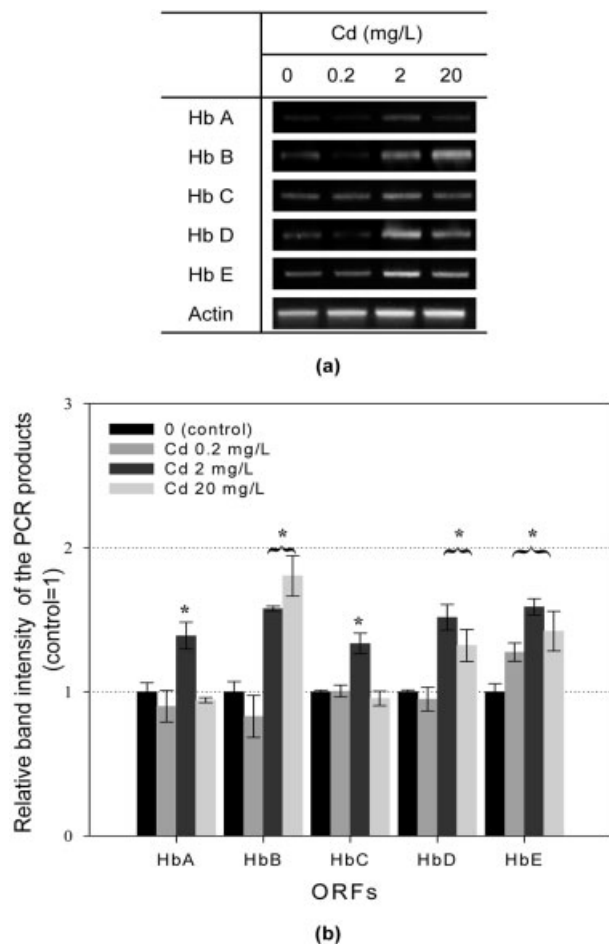 Cd (mg/L)
0 0.2 2 20
Hb A
Hb B
Hb C
Hb D
Hb E
Actin
(a)
Relative band intensity of the PCR products
(control=1)
3
2
1
0
0 (control)
Cd 0.2 mg/L
Cd 2 mg/L
Cd 20 mg/L
* * * * *
HbA HbB HbC HbD HbE
ORFs
(b)